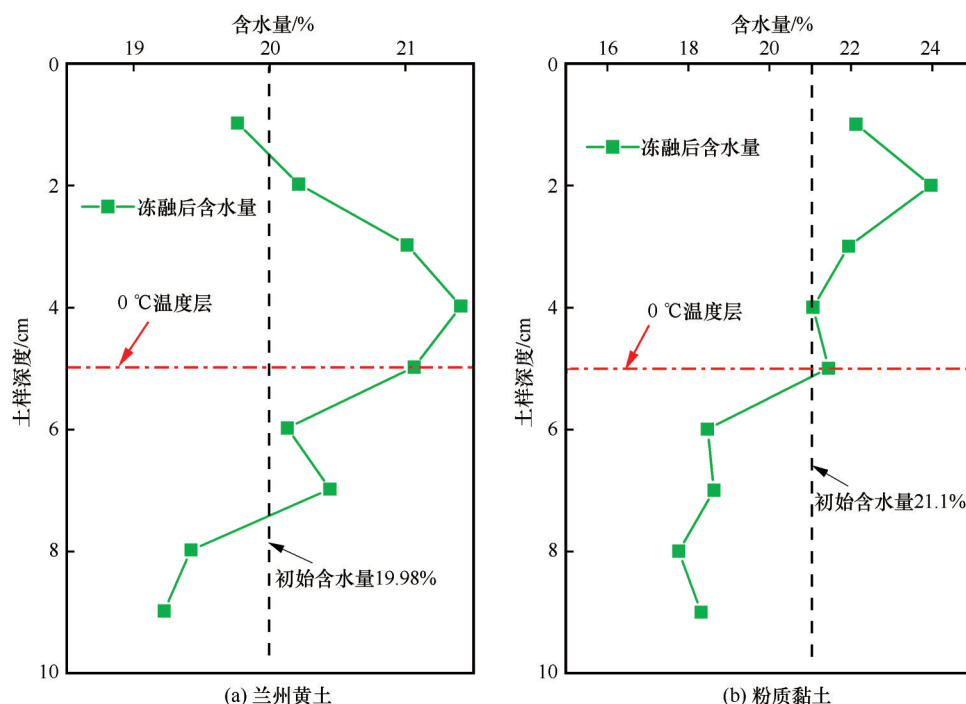 含水量/%
19 20 21
0
2
4
6
8
10
土样深度/cm
冻融后含水量
0 ℃温度层
初始含水量19.98%
(a) 兰州黄土
含水量/%
16 18 20 22 24
0
2
4
6
8
10
土样深度/cm
冻融后含水量
0 ℃温度层
初始含水量21.1%
(b) 粉质黏土